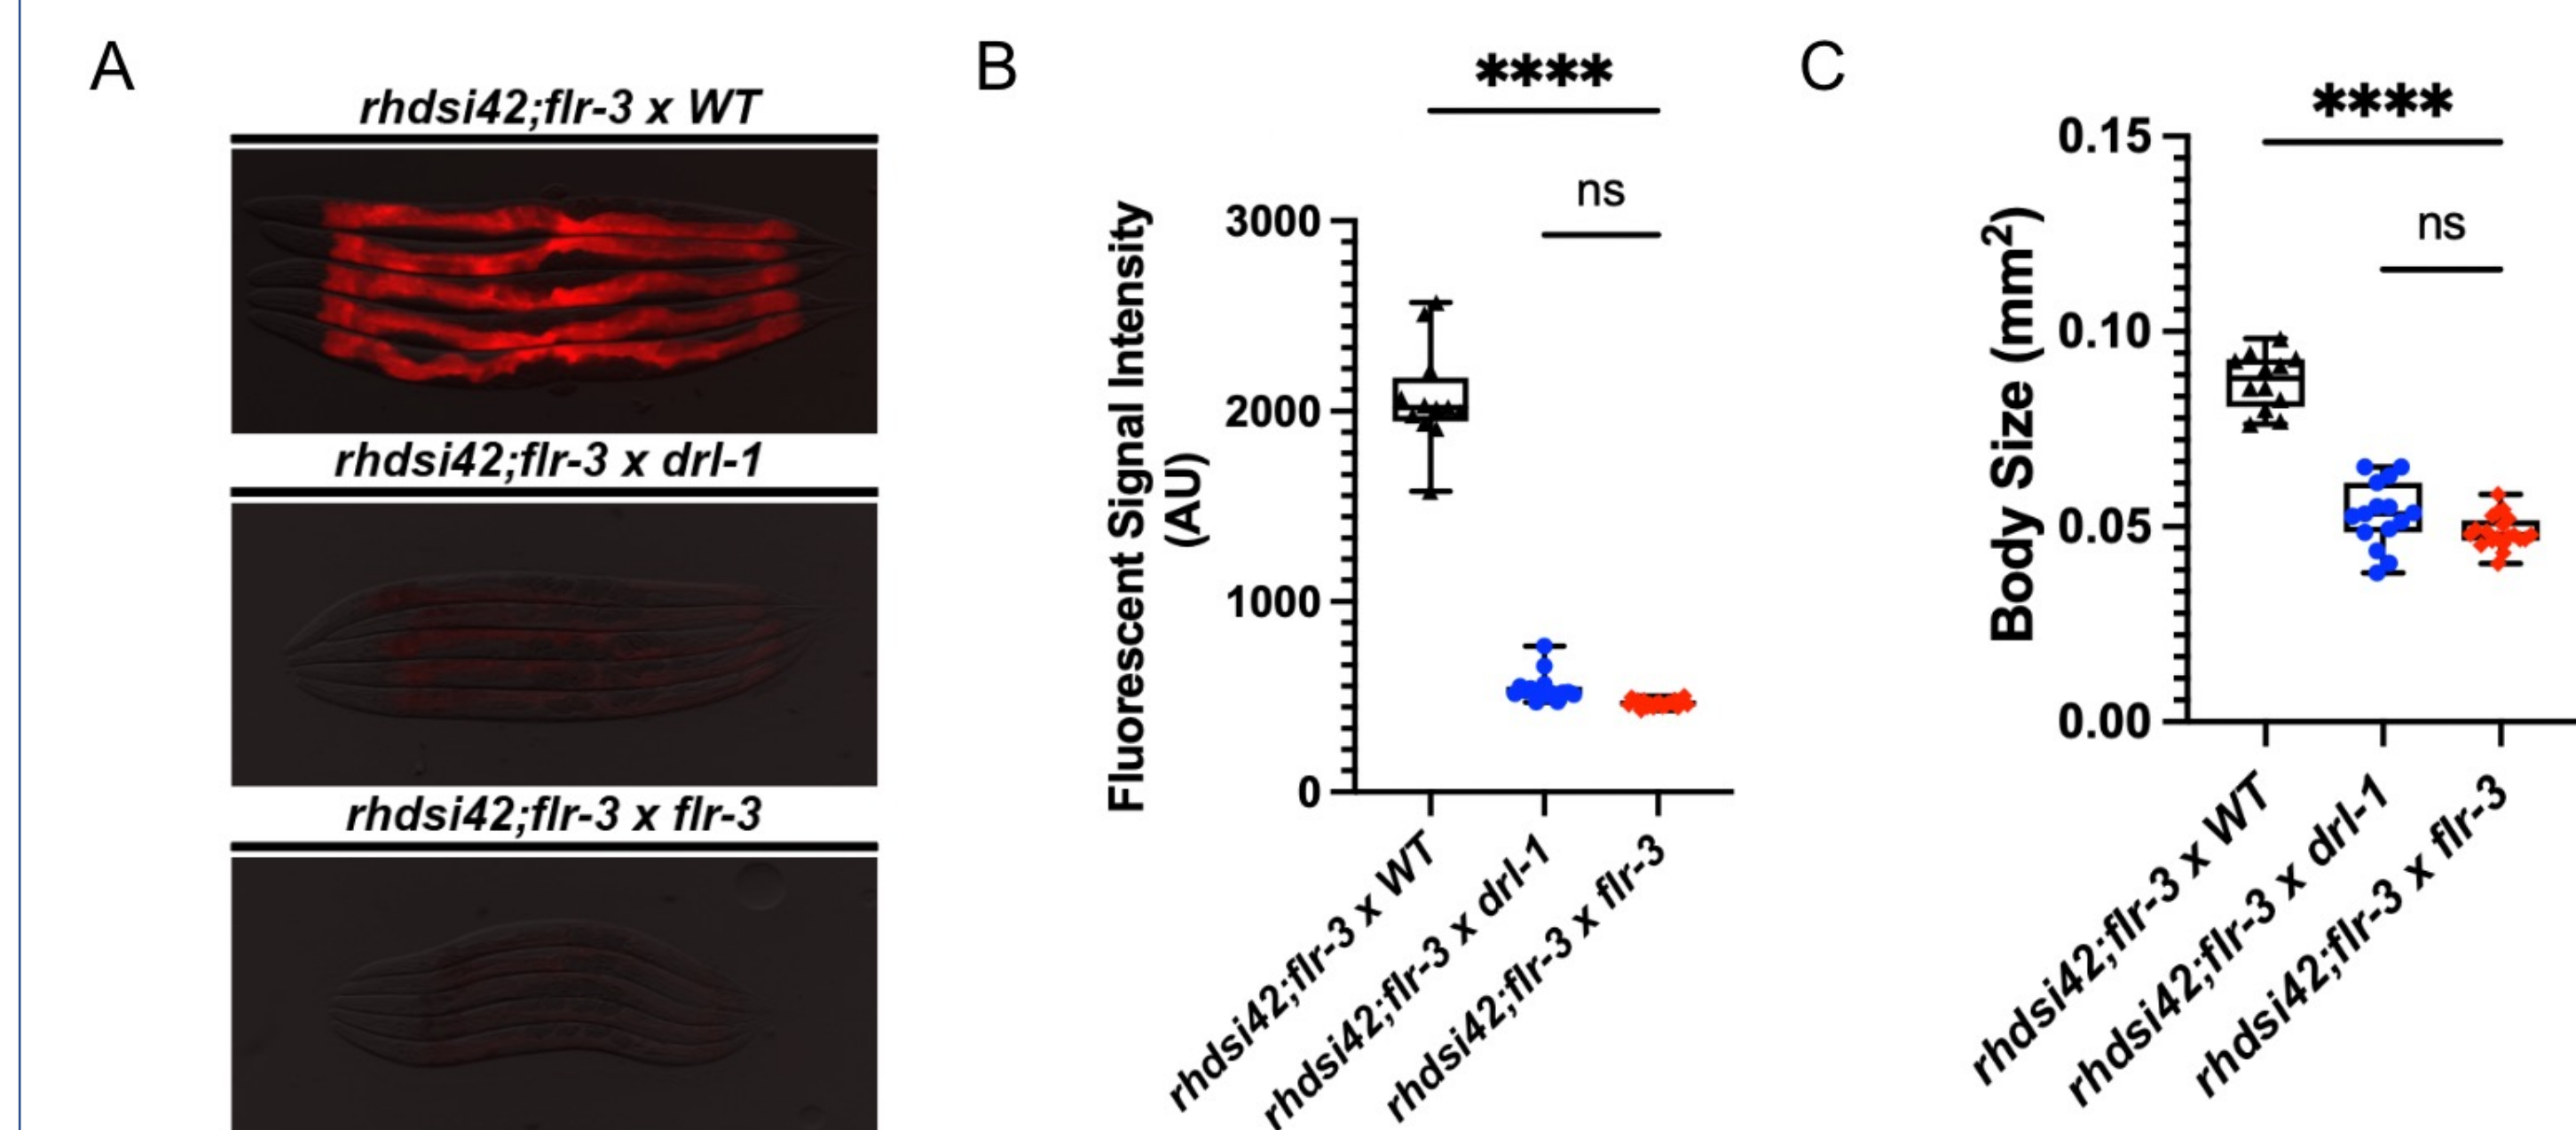 A
rhdsi42;flr-3 x WT
rhdsi42;flr-3 x drl-1
rhdsi42;flr-3 x flr-3
B
****
ns
Fluorescent Signal Intensity
(AU)
3000
2000
1000
0
rhdsi42;flr-3 x WT
rhdsi42;flr-3 x drl-1
rhdsi42;flr-3 x flr-3
C
****
ns
Body Size (mm²)
0.15
0.10
0.05
0.00
rhdsi42;flr-3 x WT
rhdsi42;flr-3 x drl-1
rhdsi42;flr-3 x flr-3